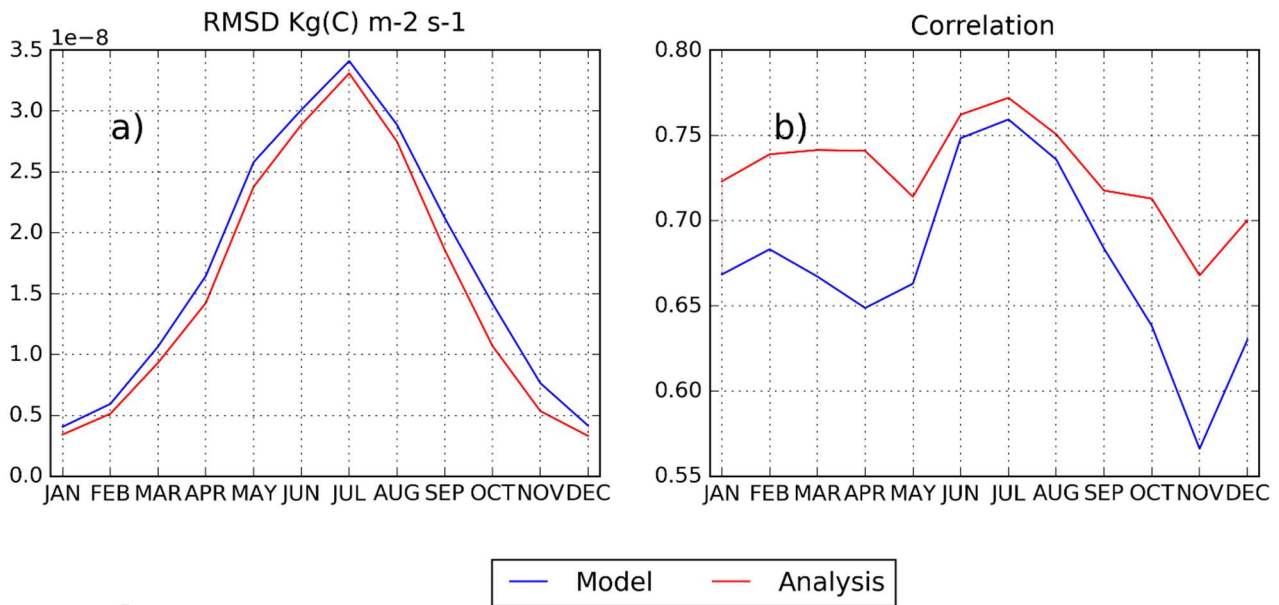 RMSD Kg(C) m-2 s-1
1e−8
3.5
3.0
2.5
2.0
1.5
1.0
0.5
0.0
a)
JAN FEB MAR APR MAY JUN JUL AUG SEP OCT NOV DEC
Correlation
0.80
0.75
0.70
0.65
0.60
0.55
b)
JAN FEB MAR APR MAY JUN JUL AUG SEP OCT NOV DEC
Model Analysis